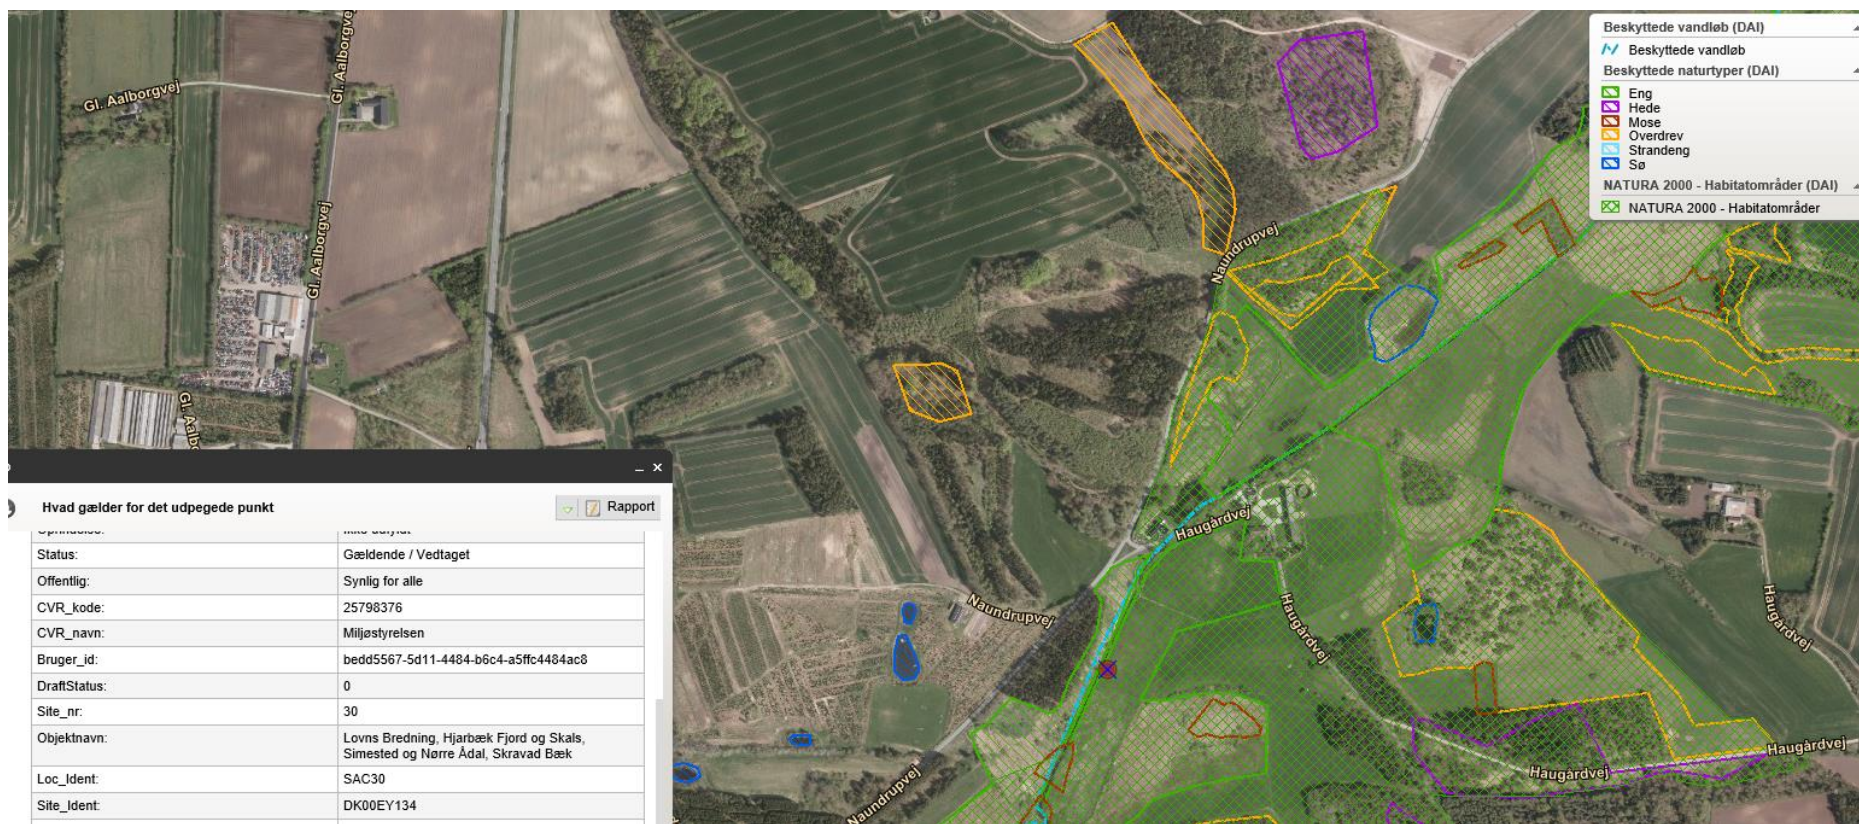 Beskyttede vandløb (DAI)
Beskyttede vandløb
Beskyttede naturtyper (DAI)
Eng
Hede
Mose
Overdrev
Strandeng
Sø
NATURA 2000 - Habitatområder (DAI)
NATURA 2000 - Habitatområder
Gl. Aalborgvej
Gl. Aalborgvej
Gl. Aalborgvej
Naundrupvej
Gl. Aalb
Haugårdvej
Naundrupvej
Haugårdvej
Haugårdvej
Haugårdvej
Haugårdvej
Naundrupvej
Hvad gælder for det udpegede punkt
Rapport
Status: Gældende / Vedtaget
Offentlig: Synlig for alle
CVR_kode: 25798376
CVR_navn: Miljøstyrelsen
Bruger_id: bedd5567-5d11-4484-b6c4-a5ffc4484ac8
DraftStatus: 0
Site_nr: 30
Objektnavn: Lovns Bredning, Hjarbæk Fjord og Skals,
Simested og Nørre Ådal, Skravad Bæk
Loc_Ident: SAC30
Site_Ident: DK00EY134